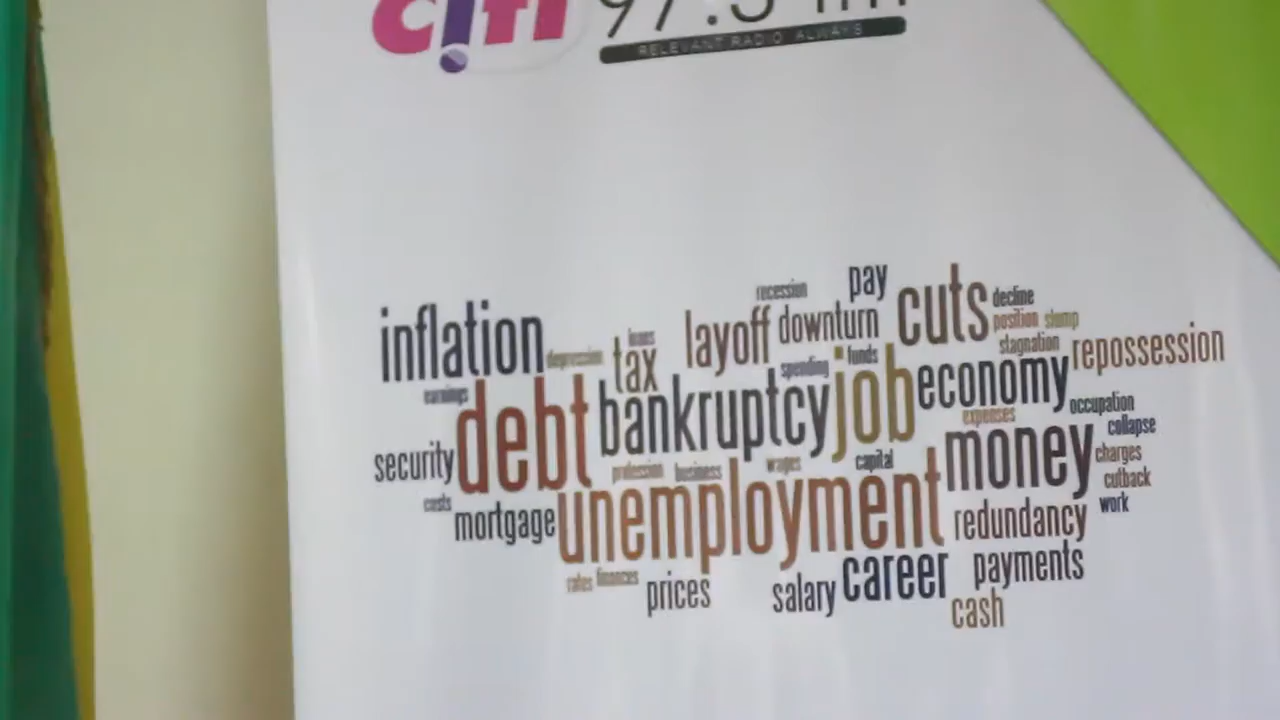 citi 97.3 fm
RELEVANT RADIO ALWAYS
recession pay cuts decline
inflation depression loans tax layoff downturn position slump
spending funds stagnation repossession
earnings debt bankruptcy job economy expenses occupation
security profession business wages capital money collapse
charges
cutback
costs mortgage unemployment redundancy work
rates finances prices salary career payments
cash